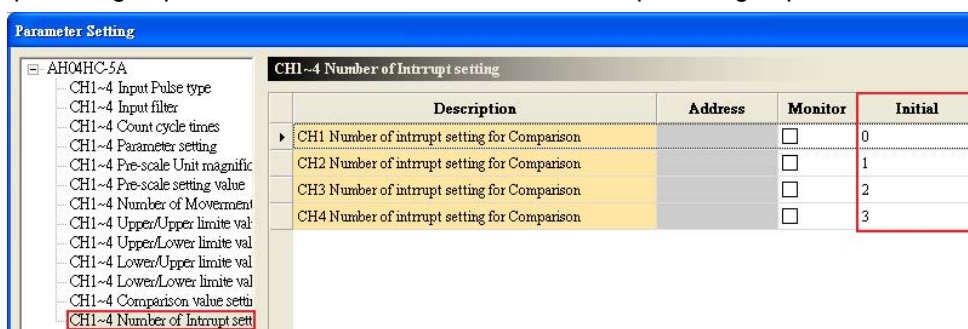 Parameter Setting
AH04HC-5A
CH1~4 Input Pulse type
CH1~4 Input filter
CH1~4 Count cycle times
CH1~4 Parameter setting
CH1~4 Pre-scale Unit magnific
CH1~4 Pre-scale setting value
CH1~4 Number of Moverment
CH1~4 Upper/Upper limite val
CH1~4 Upper/Lower limite val
CH1~4 Lower/Upper limite val
CH1~4 Lower/Lower limite val
CH1~4 Comparison value settin
CH1~4 Number of Intrrupt sett
CH1~4 Number of Intrrupt setting
Description Address Monitor Initial
CH1 Number of intrrupt setting for Comparison 0
CH2 Number of intrrupt setting for Comparison 1
CH3 Number of intrrupt setting for Comparison 2
CH4 Number of intrrupt setting for Comparison 3